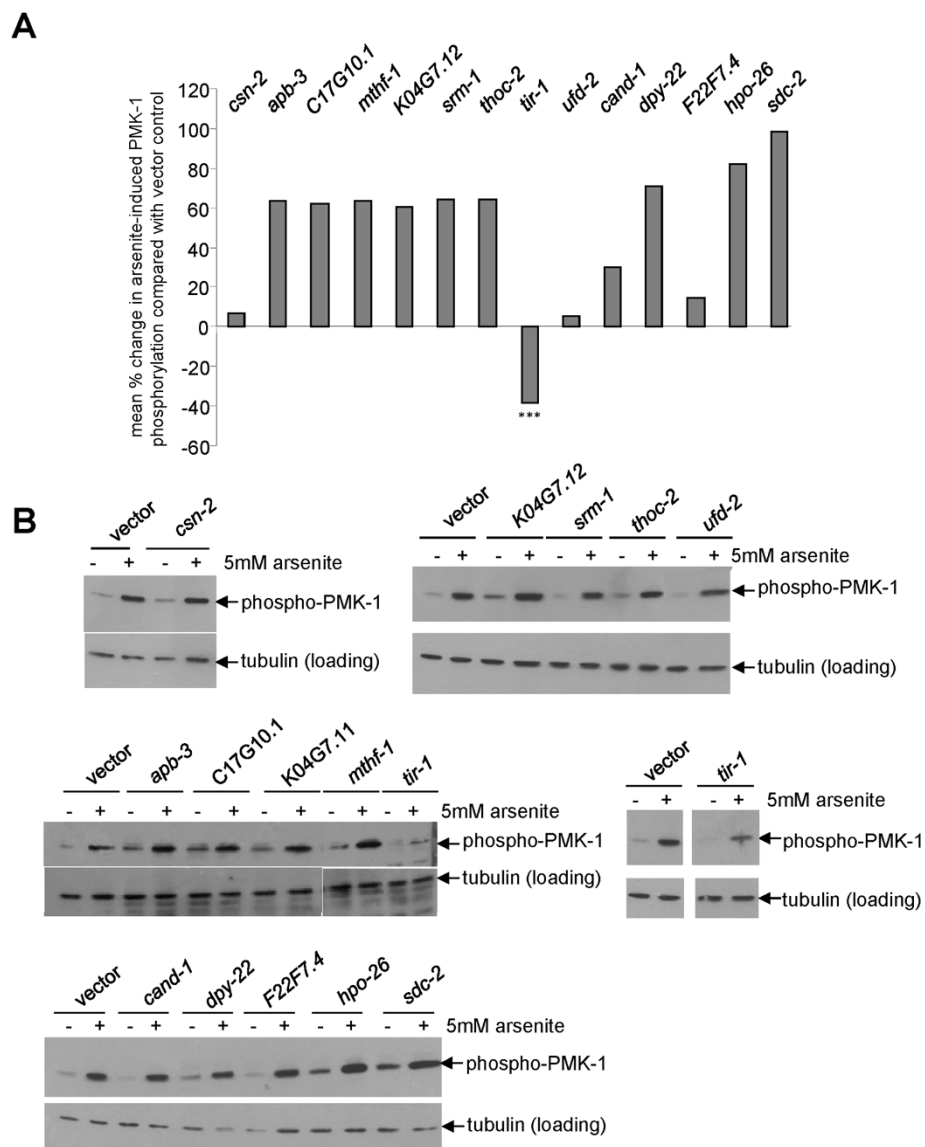 A
csn-2 apb-3 C17G10.1 mthf-1 K04G7.12 srm-1 thoc-2 tir-1 ufd-2 cand-1 dpy-22 F22F7.4 hpo-26 sdc-2
mean % change in arsenite-induced PMK-1
phosphorylation compared with vector control
120
100
80
60
40
20
0
-20
-40
-60
***
B
vector csn-2
- + - + 5mM arsenite
phospho-PMK-1
tubulin (loading)
vector K04G7.12 srm-1 thoc-2 ufd-2
- + - + - + - + - + 5mM arsenite
phospho-PMK-1
tubulin (loading)
vector apb-3 C17G10.1 K04G7.11 mthf-1 tir-1
- + - + - + - + - + - + 5mM arsenite
phospho-PMK-1
tubulin (loading)
vector tir-1
- + - + 5mM arsenite
phospho-PMK-1
tubulin (loading)
vector cand-1 dpy-22 F22F7.4 hpo-26 sdc-2
- + - + - + - + - + - + 5mM arsenite
phospho-PMK-1
tubulin (loading)